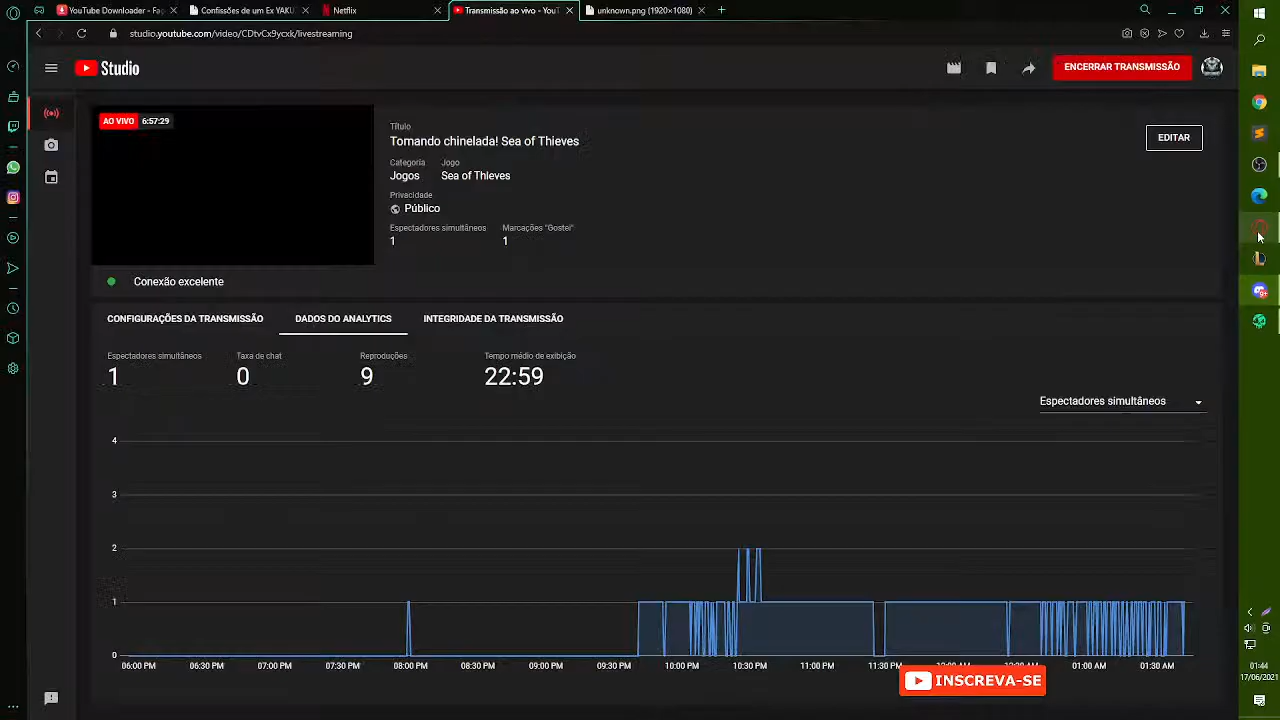 YouTube Downloader - Fap
Confissões de um Ex YAKU
Netflix
Transmissão ao vivo - YouT
unknown.png (1920×1080)
studio.youtube.com/video/CDtvCx9ycxk/livestreaming
Studio
ENCERRAR TRANSMISSÃO
AO VIVO 6:57:29
Título
Tomando chinelada! Sea of Thieves
EDITAR
Categoria Jogo
Jogos Sea of Thieves
Privacidade
Público
Espectadores simultâneos Marcações "Gostei"
1 1
Conexão excelente
CONFIGURAÇÕES DA TRANSMISSÃO DADOS DO ANALYTICS INTEGRIDADE DA TRANSMISSÃO
Espectadores simultâneos Taxa de chat Reproduções Tempo médio de exibição
1 0 9 22:59
Espectadores simultâneos
4
3
2
1
0
06:00 PM 06:30 PM 07:00 PM 07:30 PM 08:00 PM 08:30 PM 09:00 PM 09:30 PM 10:00 PM 10:30 PM 11:00 PM 11:30 PM 01:00 AM 01:30 AM
INSCREVA-SE
01:44
17/06/2021